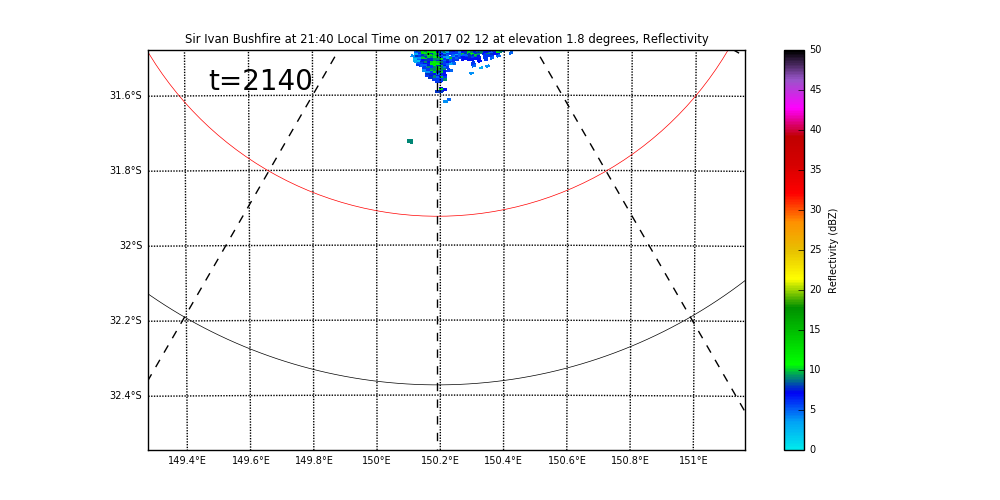 Sir Ivan Bushfire at 21:40 Local Time on 2017 02 12 at elevation 1.8 degrees, Reflectivity
t=2140
31.6°S
31.8°S
32°S
32.2°S
32.4°S
149.4°E 149.6°E 149.8°E 150°E 150.2°E 150.4°E 150.6°E 150.8°E 151°E
50
45
40
35
30
25
20
15
10
5
0
Reflectivity (dBZ)